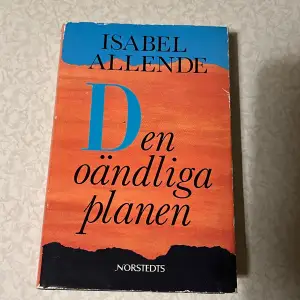 ISABEL
ALLENDE
Den
oändliga
planen
NORSTEDTS